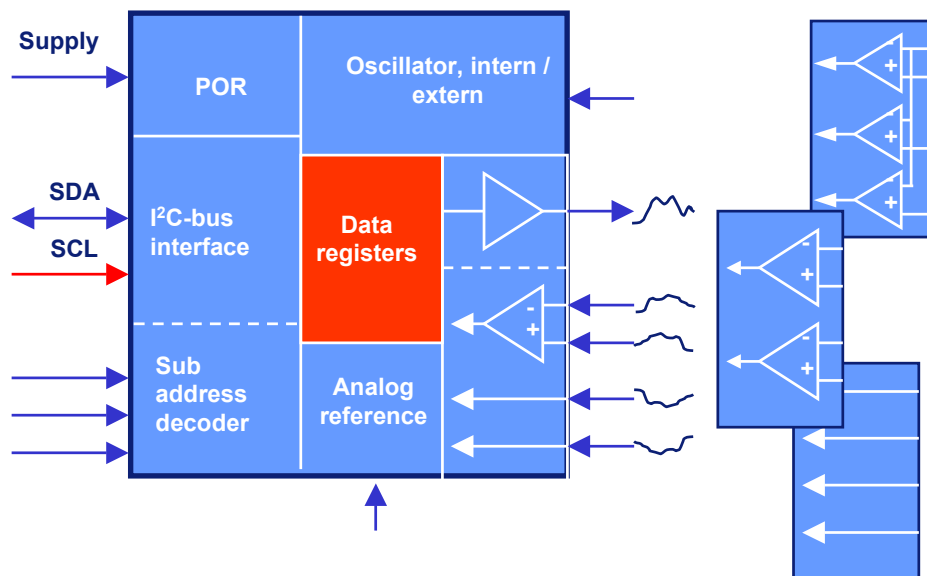 Supply
POR
Oscillator, intern /
extern
SDA
I²C-bus
interface
SCL
Data
registers
Sub
address
decoder
Analog
reference
-
+
-
+
-
+
-
+
-
+
-
+